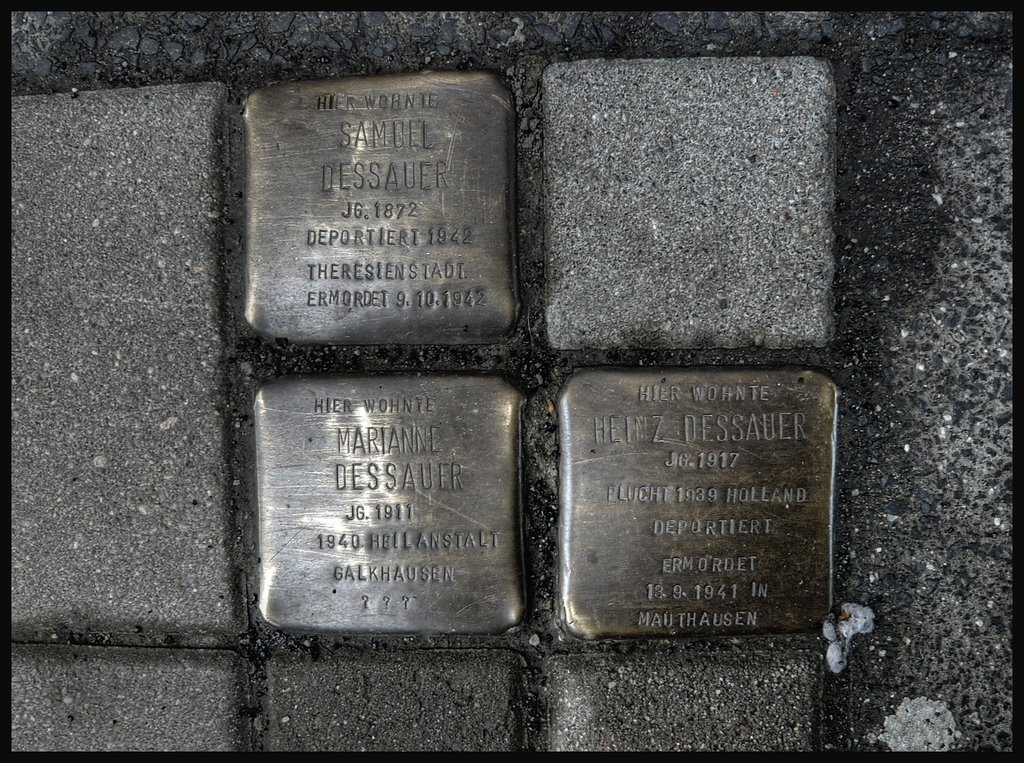 HIER WOHNTE
SAMUEL
DESSAUER
JG. 1872
DEPORTIERT 1942
THERESIENSTADT
ERMORDET 9.10.1942
HIER WOHNTE
MARIANNE
DESSAUER
JG. 1911
1940 HEILANSTALT
GALKHAUSEN
? ? ?
HIER WOHNTE
HEINZ DESSAUER
JG. 1917
FLUCHT 1939 HOLLAND
DEPORTIERT
ERMORDET
13.9.1941 IN
MAUTHAUSEN